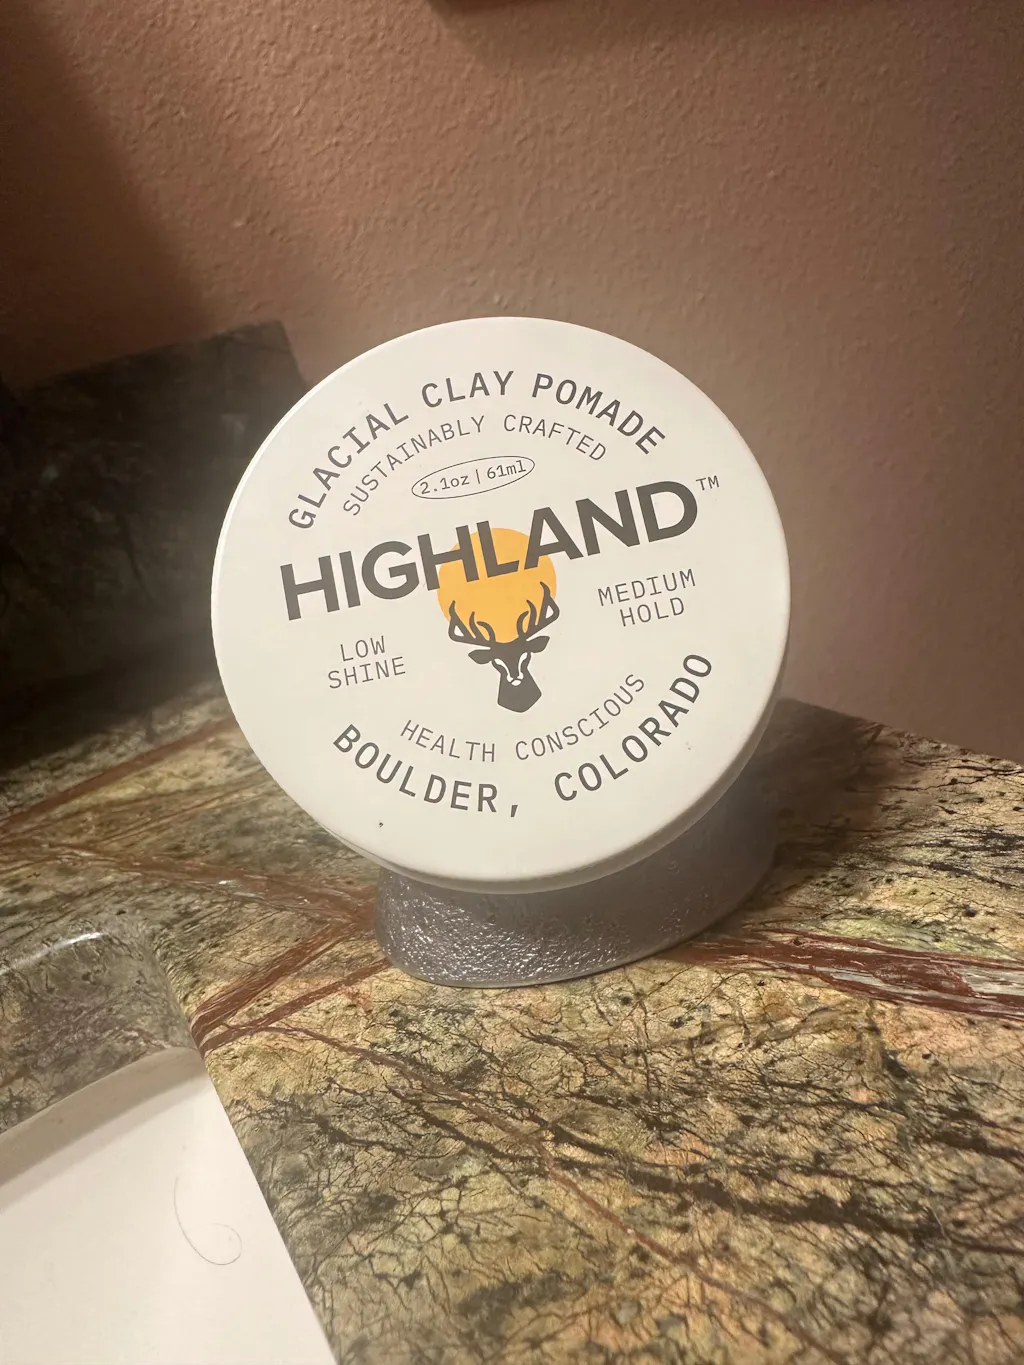 GLACIAL CLAY POMADE
SUSTAINABLY CRAFTED
2.1oz | 61ml
HIGHLAND™
LOW
SHINE
MEDIUM
HOLD
HEALTH CONSCIOUS
BOULDER, COLORADO